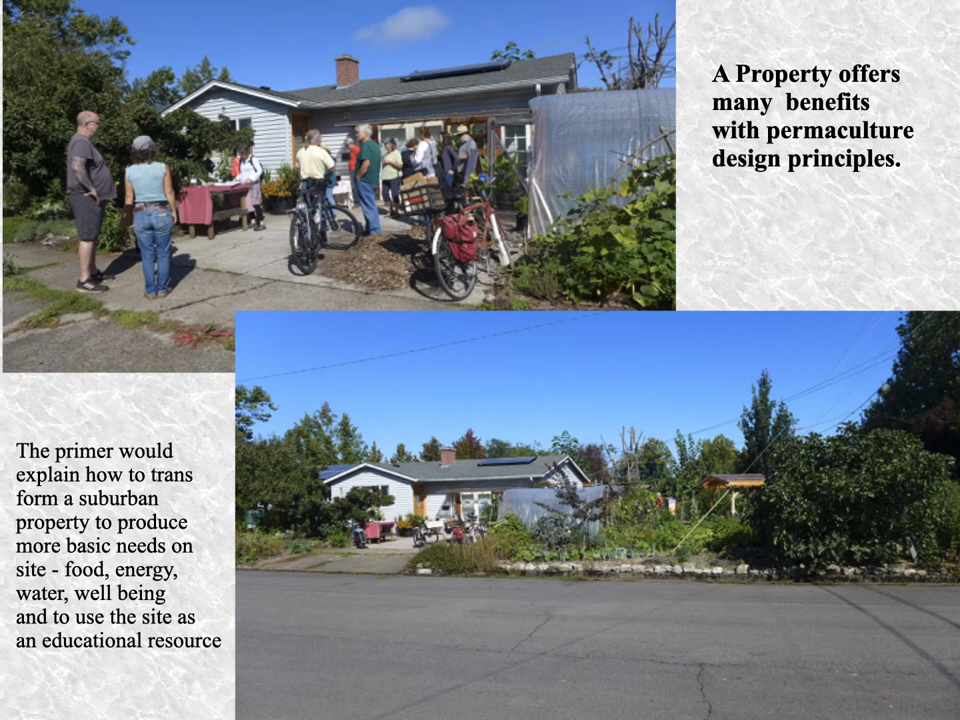 A Property offers
many benefits
with permaculture
design principles.
The primer would
explain how to trans
form a suburban
property to produce
more basic needs on
site - food, energy,
water, well being
and to use the site as
an educational resource